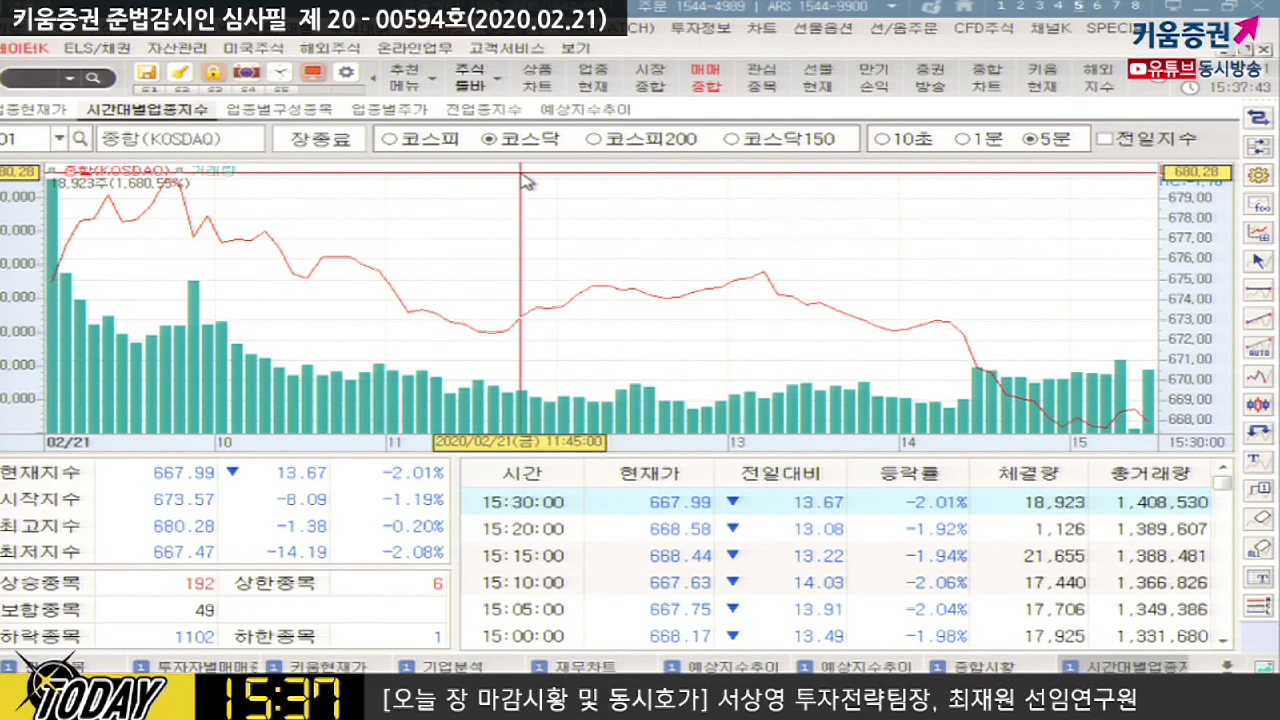 키움증권 준법감시인 심사필 제 20 - 00594호(2020.02.21)
주문 1544-4989 | ARS 1544-9900
1 2 3 4 5 6 7 8
투자정보 차트 선물옵션 선/옵주문 CFD주식 채널K SPECI
키움증권
ELS/채권 자산관리 미국주식 해외주식 온라인업무 고객서비스 보기
유튜브동시방송
추천메뉴 주식툴바 상품차트 업종현재 시장종합 매매종합 관심종목 선물현재 만기손익 증권방송 종합차트 키움현재 해외지수
15:37:43
업종현재가 시간대별업종지수 업종별구성종목 업종별주가 전업종지수 예상지수추이
01 종합(KOSDAQ) 장종료 코스피 코스닥 코스피200 코스닥150 10초 1분 5분 전일지수
종합(KOSDAQ) 거래량
18,923주(1,680.55%)
680.28
679.00
678.00
677.00
676.00
675.00
674.00
673.00
672.00
671.00
670.00
669.00
668.00
02/21 10 11 2020/02/21(금) 11:45:00 13 14 15 15:30:00
현재지수 667.99 ▼ 13.67 -2.01%
시작지수 673.57 -8.09 -1.19%
최고지수 680.28 -1.38 -0.20%
최저지수 667.47 -14.19 -2.08%
상승종목 192 상한종목 6
보합종목 49
하락종목 1102 하한종목 1
시간 현재가 전일대비 등락률 체결량 총거래량
15:30:00 667.99 ▼ 13.67 -2.01% 18,923 1,408,530
15:20:00 668.58 ▼ 13.08 -1.92% 1,126 1,389,607
15:15:00 668.44 ▼ 13.22 -1.94% 21,655 1,388,481
15:10:00 667.63 ▼ 14.03 -2.06% 17,440 1,366,826
15:05:00 667.75 ▼ 13.91 -2.04% 17,706 1,349,386
15:00:00 668.17 ▼ 13.49 -1.98% 17,925 1,331,680
투자자별매매 키움현재가 기업분석 재무차트 예상지수추이 예상지수추이 종합시황 시간대별업종
TODAY
15:37
[오늘 장 마감시황 및 동시호가] 서상영 투자전략팀장, 최재원 선임연구원